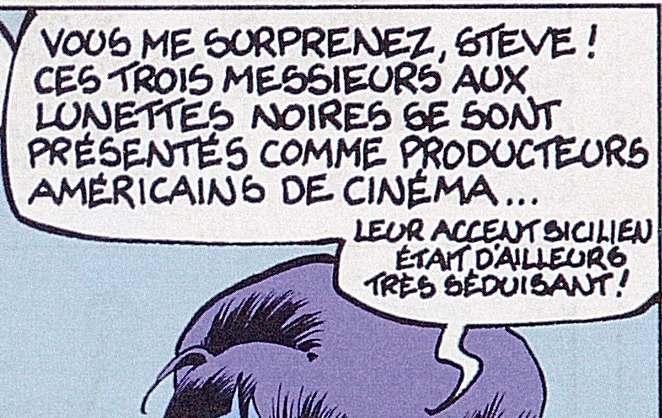 VOUS ME SURPRENEZ, STEVE !
CES TROIS MESSIEURS AUX
LUNETTES NOIRES SE SONT
PRÉSENTÉS COMME PRODUCTEURS
AMÉRICAINS DE CINÉMA...
LEUR ACCENT SICILIEN
ÉTAIT D'AILLEURS
TRÈS SÉDUISANT !